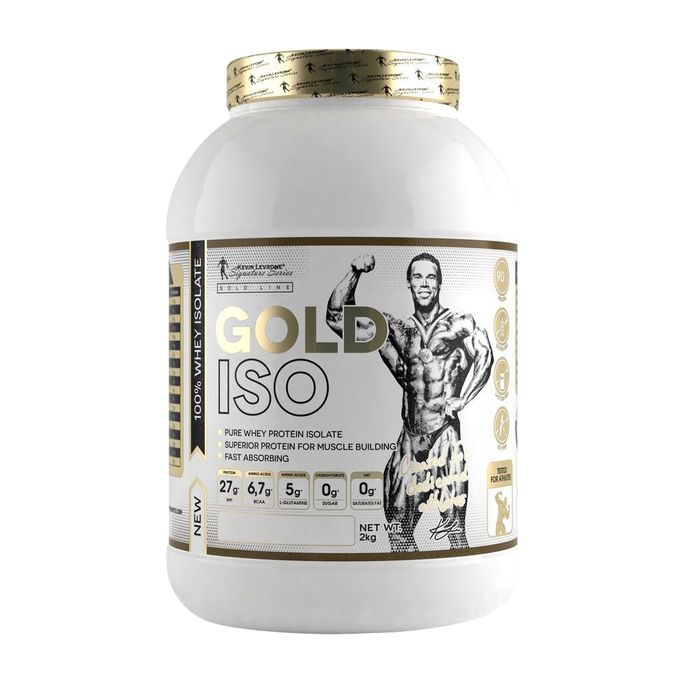 KEVIN LEVRONE®
Signature Series
GOLD LINE
GOLD
ISO
• PURE WHEY PROTEIN ISOLATE
• SUPERIOR PROTEIN FOR MUSCLE BUILDING
• FAST ABSORBING
PROTEIN
27g*
WPI
AMINO ACIDS
6,7g*
BCAA
AMINO ACIDS
5g*
L-GLUTAMINE
CARBOHYDRATE
0g*
SUGAR
FAT
0g*
SATURATED FAT
NET WT.
2kg
100% WHEY ISOLATE
NEW
90
TESTED
FOR ATHLETES